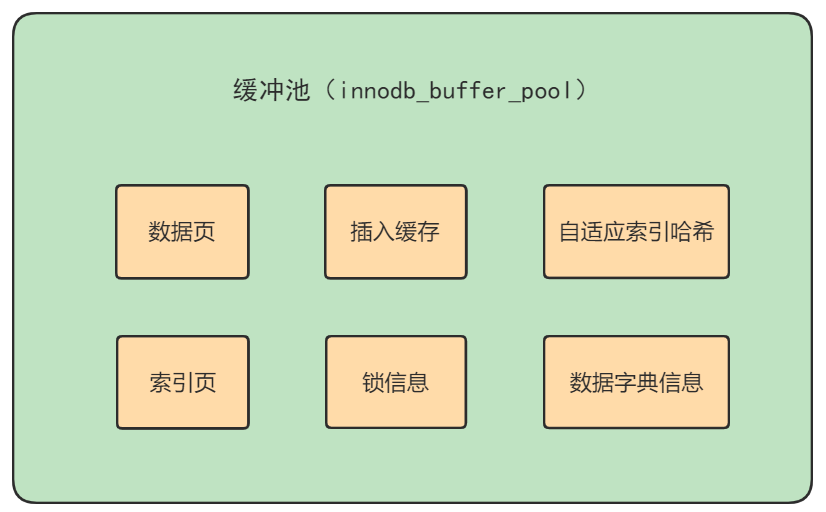 缓冲池（innodb_buffer_pool）
数据页
插入缓存
自适应索引哈希
索引页
锁信息
数据字典信息